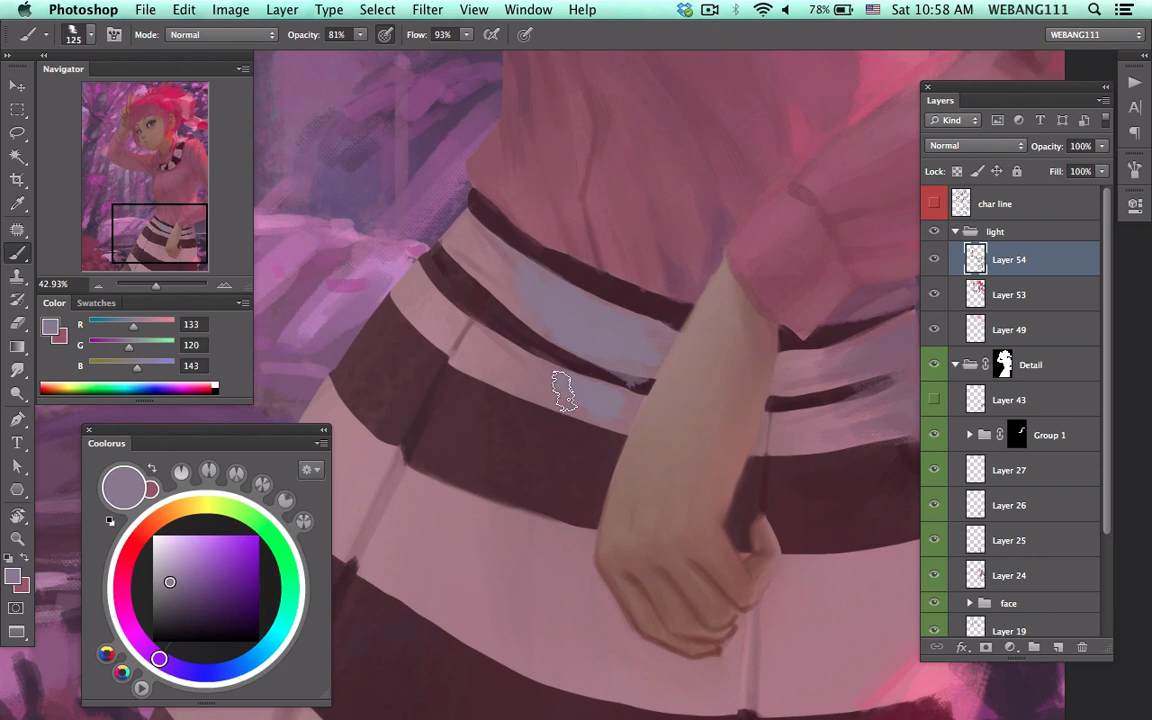 Photoshop File Edit Image Layer Type Select Filter View Window Help 78% Sat 10:58 AM WEBANG111
125 Mode: Normal Opacity: 81% Flow: 93% WEBANG111
Navigator
42.93%
Color Swatches
R 133
G 120
B 143
Coolorus
Layers
Kind
Normal Opacity: 100%
Lock: Fill: 100%
char line
light
Layer 54
Layer 53
Layer 49
Detail
Layer 43
Group 1
Layer 27
Layer 26
Layer 25
Layer 24
face
Layer 19